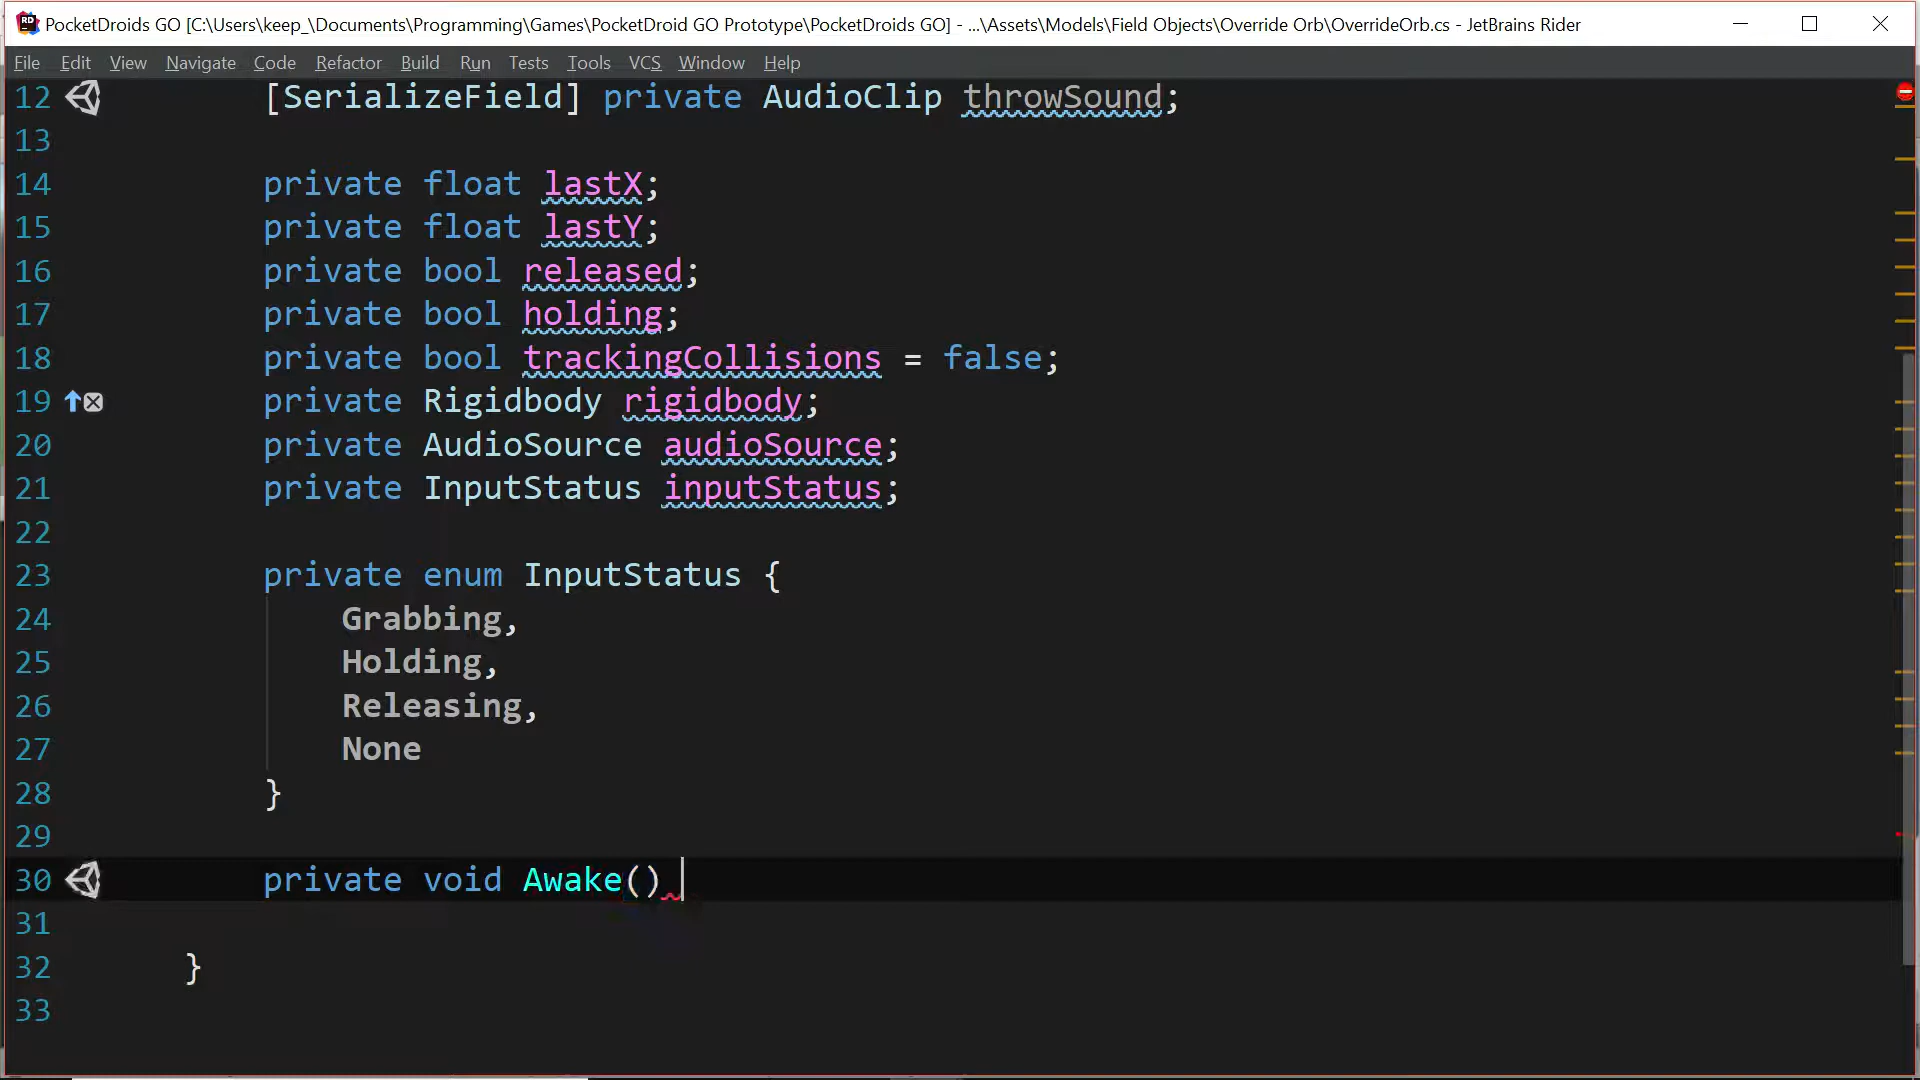 RD PocketDroids GO [C:\Users\keep_\Documents\Programming\Games\PocketDroid GO Prototype\PocketDroids GO] - ...\Assets\Models\Field Objects\Override Orb\OverrideOrb.cs - JetBrains Rider
File Edit View Navigate Code Refactor Build Run Tests Tools VCS Window Help
12 [SerializeField] private AudioClip throwSound;
13
14 private float lastX;
15 private float lastY;
16 private bool released;
17 private bool holding;
18 private bool trackingCollisions = false;
19 private Rigidbody rigidbody;
20 private AudioSource audioSource;
21 private InputStatus inputStatus;
22
23 private enum InputStatus {
24 Grabbing,
25 Holding,
26 Releasing,
27 None
28 }
29
30 private void Awake()
31
32 }
33